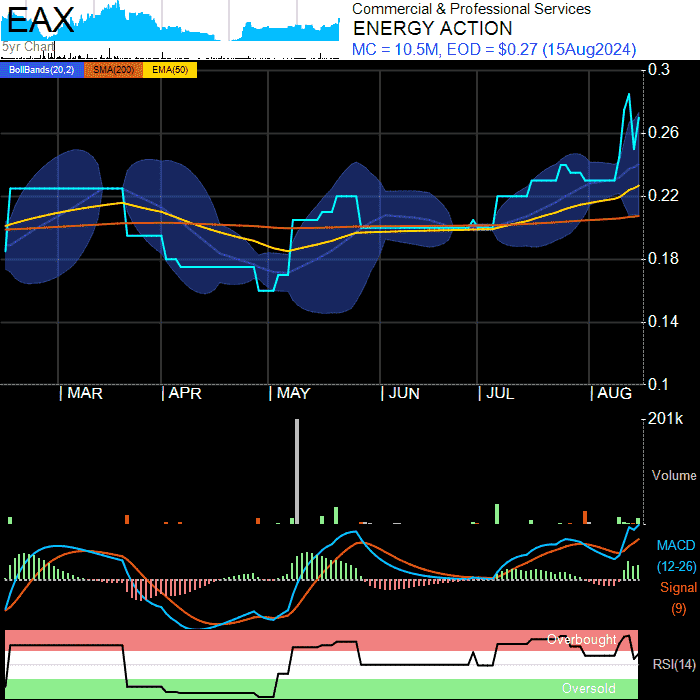 EAX
Commercial & Professional Services
ENERGY ACTION
5yr Chart
MC = 10.5M, EOD = $0.27 (15Aug2024)
BollBands(20,2) SMA(200) EMA(50)
0.3
0.26
0.22
0.18
0.14
0.1
MAR APR MAY JUN JUL AUG
201k
Volume
MACD
(12-26)
Signal
(9)
Overbought
RSI(14)
Oversold